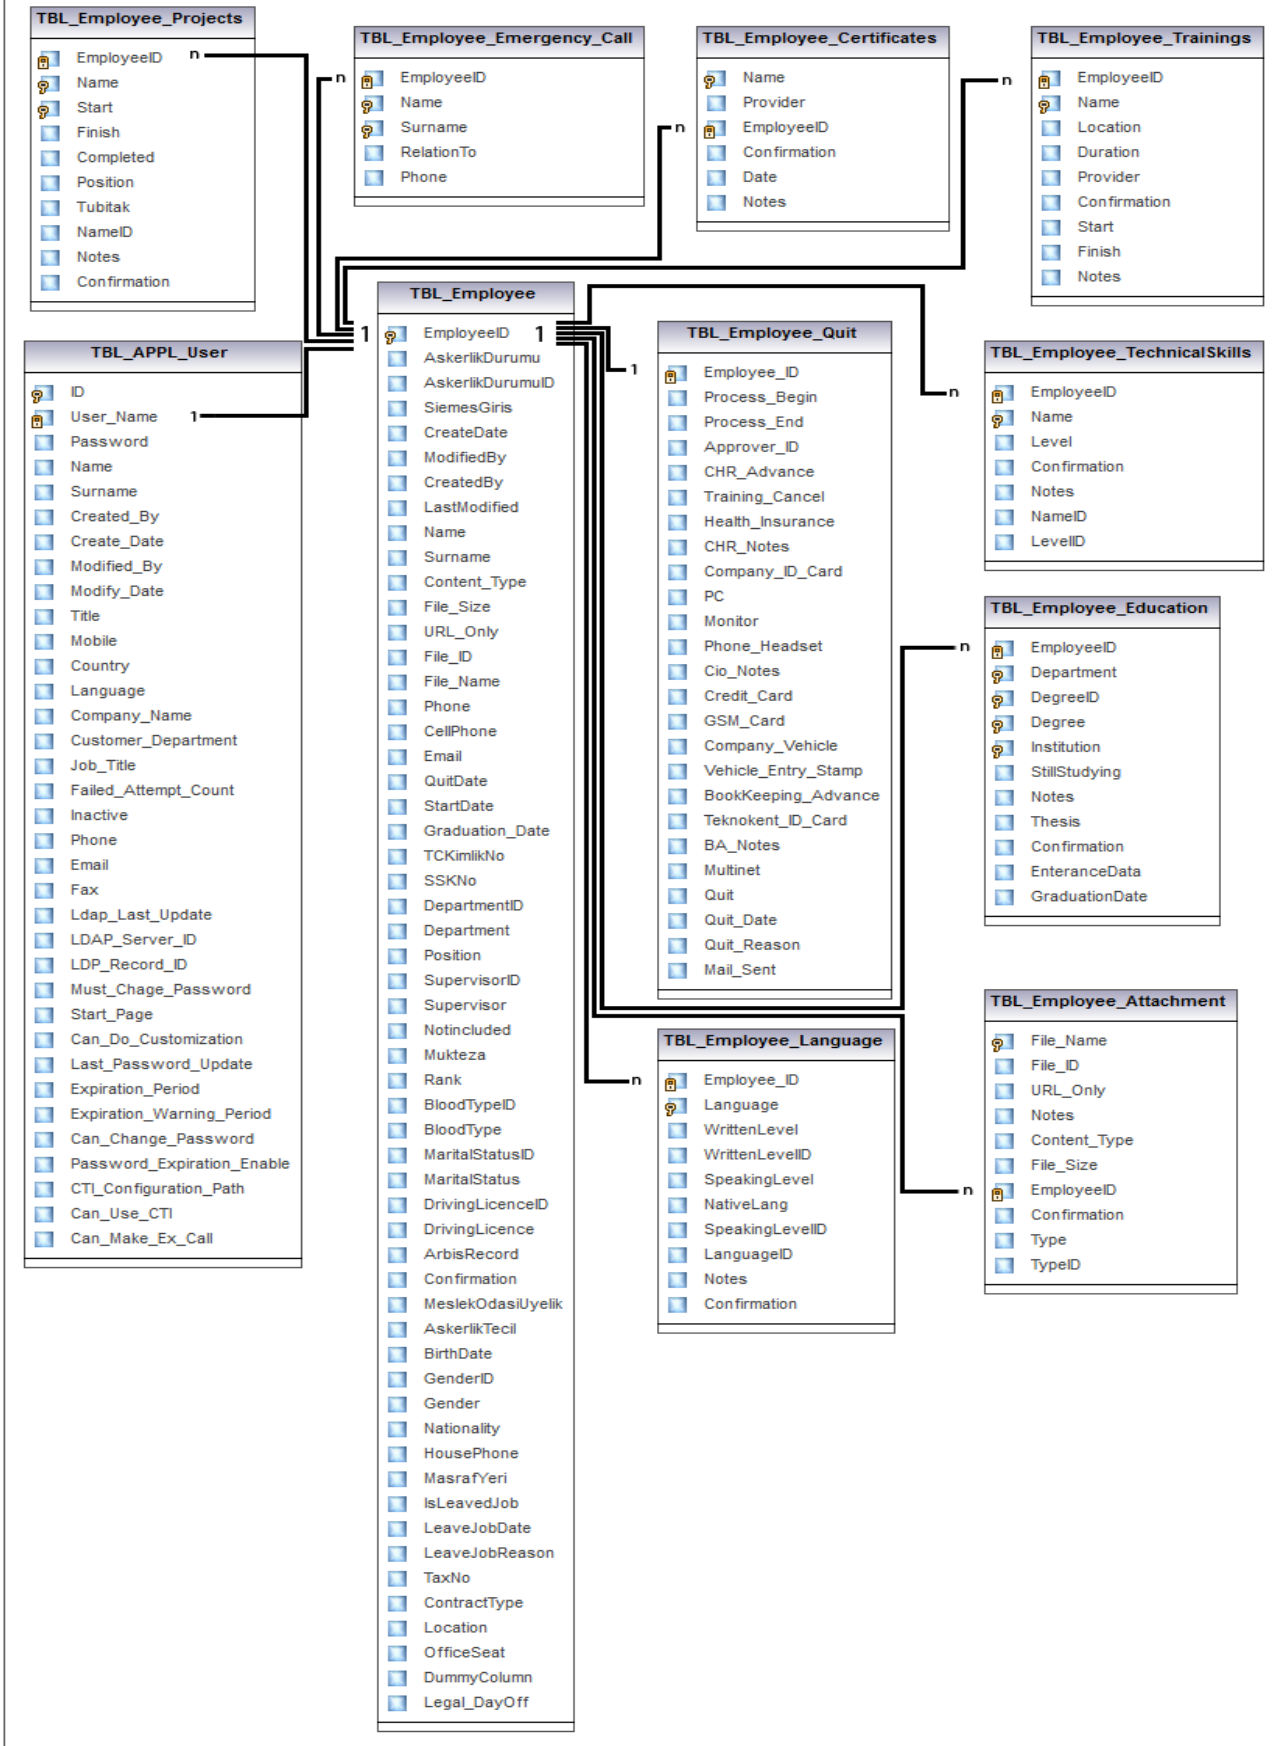 TBL_Employee_Projects
EmployeeID n
Name
Start
Finish
Completed
Position
Tubitak
NameID
Notes
Confirmation
TBL_Employee_Emergency_Call
n EmployeeID
Name
Surname
RelationTo
Phone
TBL_Employee_Certificates
Name
Provider
n EmployeeID
Confirmation
Date
Notes
TBL_Employee_Trainings
n EmployeeID
Name
Location
Duration
Provider
Confirmation
Start
Finish
Notes
TBL_APPL_User
ID
User_Name 1
Password
Name
Surname
Created_By
Create_Date
Modified_By
Modify_Date
Title
Mobile
Country
Language
Company_Name
Customer_Department
Job_Title
Failed_Attempt_Count
Inactive
Phone
Email
Fax
Ldap_Last_Update
LDAP_Server_ID
LDP_Record_ID
Must_Chage_Password
Start_Page
Can_Do_Customization
Last_Password_Update
Expiration_Period
Expiration_Warning_Period
Can_Change_Password
Password_Expiration_Enable
CTI_Configuration_Path
Can_Use_CTI
Can_Make_Ex_Call
TBL_Employee
1 EmployeeID 1
AskerlikDurumu
AskerlikDurumuID
SiemesGiris
CreateDate
ModifiedBy
CreatedBy
LastModified
Name
Surname
Content_Type
File_Size
URL_Only
File_ID
File_Name
Phone
CellPhone
Email
QuitDate
StartDate
Graduation_Date
TCKimlikNo
SSKNo
DepartmentID
Department
Position
SupervisorID
Supervisor
Notincluded
Mukteza
Rank
BloodTypeID
BloodType
MaritalStatusID
MaritalStatus
DrivingLicenceID
DrivingLicence
ArbisRecord
Confirmation
MeslekOdasiUyelik
AskerlikTecil
BirthDate
GenderID
Gender
Nationality
HousePhone
MasrafYeri
IsLeavedJob
LeaveJobDate
LeaveJobReason
TaxNo
ContractType
Location
OfficeSeat
DummyColumn
Legal_DayOff
TBL_Employee_Quit
1 Employee_ID
Process_Begin
Process_End
Approver_ID
CHR_Advance
Training_Cancel
Health_Insurance
CHR_Notes
Company_ID_Card
PC
Monitor
Phone_Headset
Cio_Notes
Credit_Card
GSM_Card
Company_Vehicle
Vehicle_Entry_Stamp
BookKeeping_Advance
Teknokent_ID_Card
BA_Notes
Multinet
Quit
Quit_Date
Quit_Reason
Mail_Sent
TBL_Employee_Language
n Employee_ID
Language
WrittenLevel
WrittenLevelID
SpeakingLevel
NativeLang
SpeakingLevelID
LanguageID
Notes
Confirmation
TBL_Employee_TechnicalSkills
n EmployeeID
Name
Level
Confirmation
Notes
NameID
LevelID
TBL_Employee_Education
n EmployeeID
Department
DegreeID
Degree
Institution
StillStudying
Notes
Thesis
Confirmation
EnteranceData
GraduationDate
TBL_Employee_Attachment
File_Name
File_ID
URL_Only
Notes
Content_Type
File_Size
n EmployeeID
Confirmation
Type
TypeID